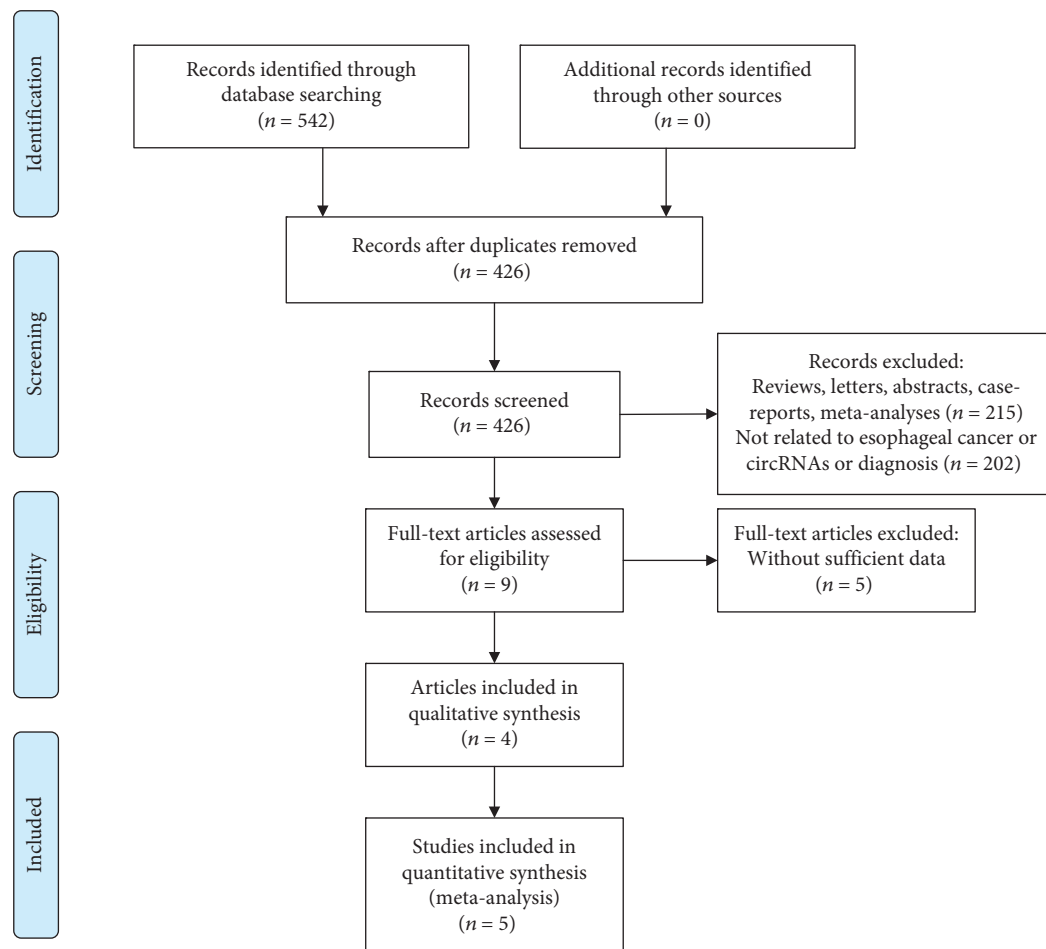 Identification
Records identified through
database searching
(n = 542)
Additional records identified
through other sources
(n = 0)
Records after duplicates removed
(n = 426)
Screening
Records screened
(n = 426)
Records excluded:
Reviews, letters, abstracts, case-
reports, meta-analyses (n = 215)
Not related to esophageal cancer or
circRNAs or diagnosis (n = 202)
Eligibility
Full-text articles assessed
for eligibility
(n = 9)
Full-text articles excluded:
Without sufficient data
(n = 5)
Articles included in
qualitative synthesis
(n = 4)
Included
Studies included in
quantitative synthesis
(meta-analysis)
(n = 5)